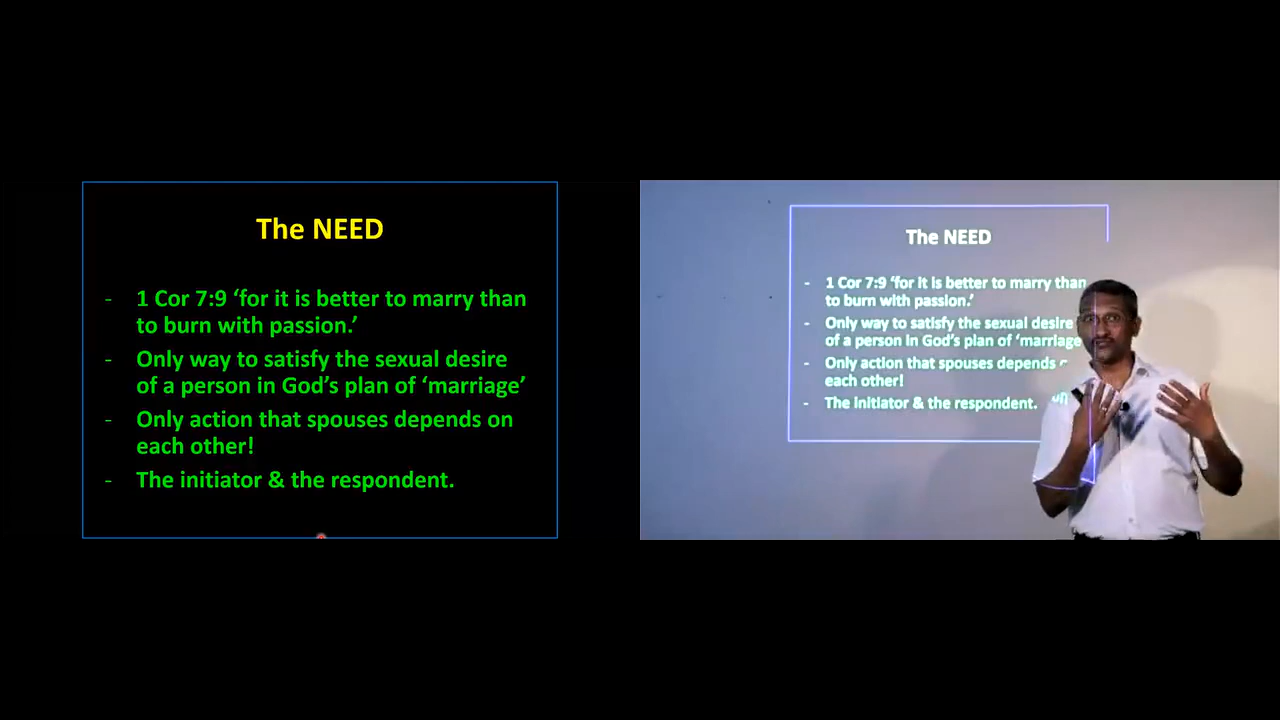 The NEED
- 1 Cor 7:9 ‘for it is better to marry than
to burn with passion.’
- Only way to satisfy the sexual desire
of a person in God’s plan of ‘marriage’
- Only action that spouses depends on
each other!
- The initiator & the respondent.
The NEED
- 1 Cor 7:9 ‘for it is better to marry than
to burn with passion.’
- Only way to satisfy the sexual desire
of a person in God’s plan of ‘marriage
- Only action that spouses depends
each other!
- The initiator & the respondent.